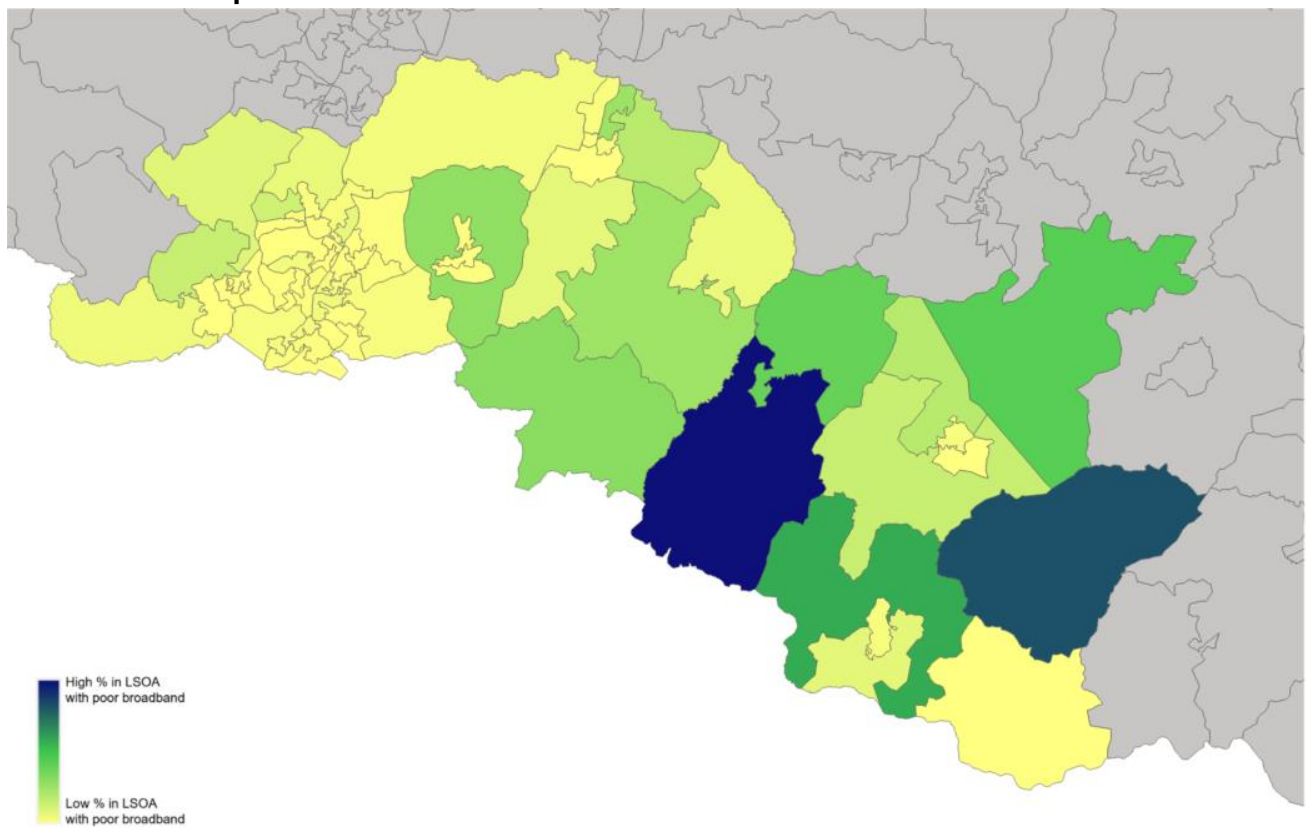 High % in LSOA
with poor broadband
Low % in LSOA
with poor broadband